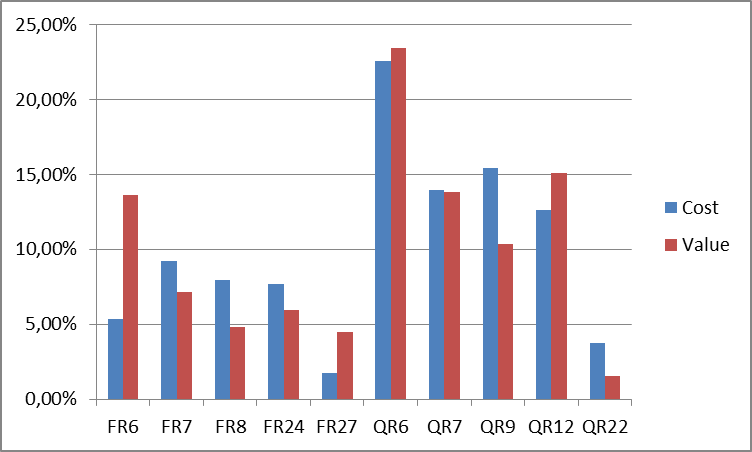 25,00%
20,00%
15,00%
10,00%
5,00%
0,00%
FR6 FR7 FR8 FR24 FR27 QR6 QR7 QR9 QR12 QR22
Cost
Value